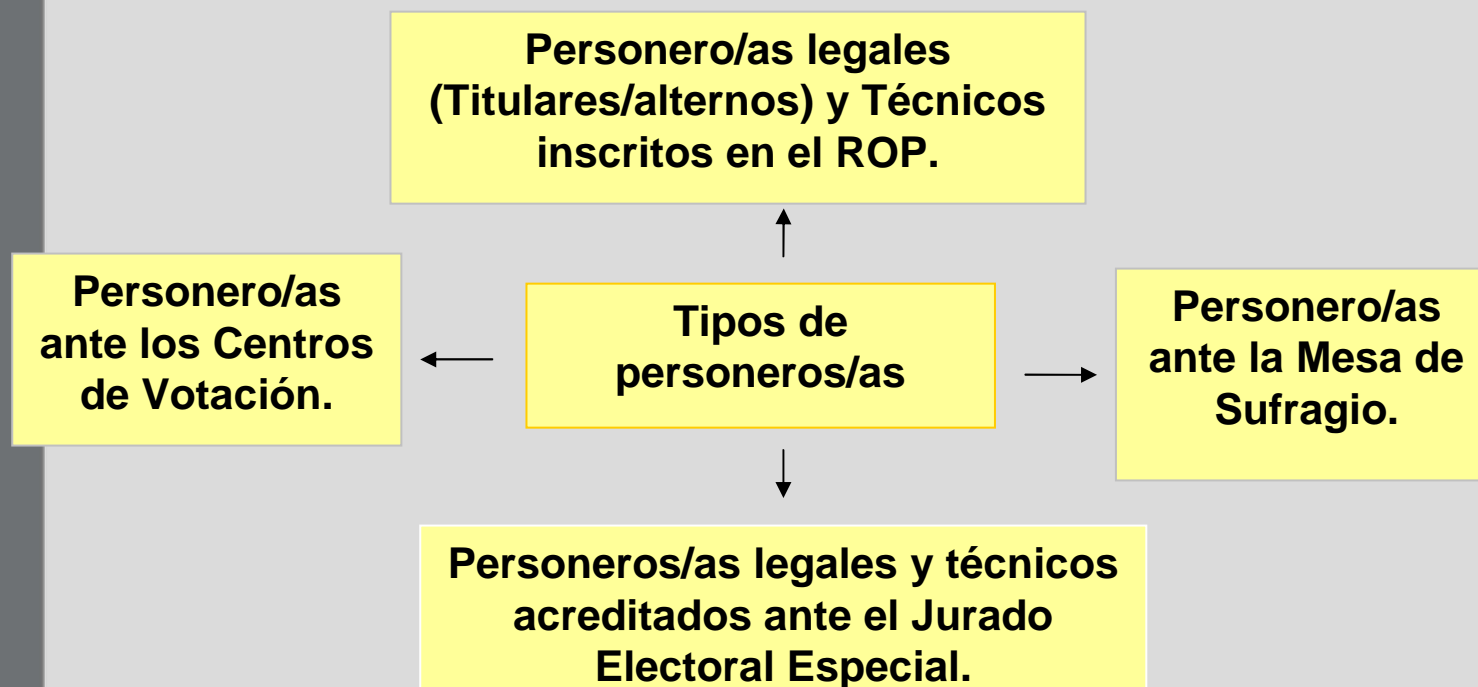 Personero/as legales
(Titulares/alternos) y Técnicos
inscritos en el ROP.
Personero/as
ante los Centros
de Votación.
Tipos de
personeros/as
Personero/as
ante la Mesa de
Sufragio.
Personeros/as legales y técnicos
acreditados ante el Jurado
Electoral Especial.